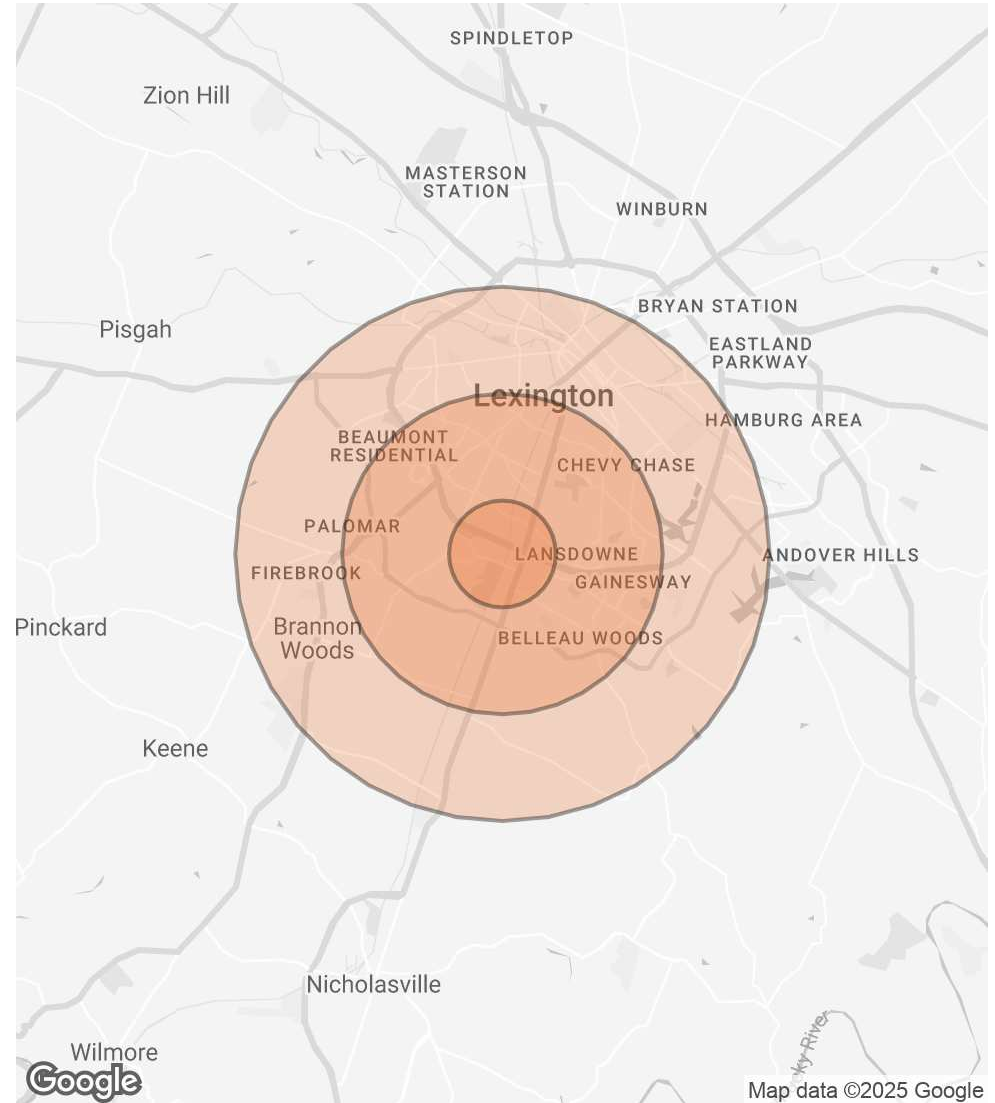 SPINDLETOP
Zion Hill
MASTERSON
STATION
WINBURN
BRYAN STATION
Pisgah
EASTLAND
PARKWAY
Lexington
HAMBURG AREA
BEAUMONT
RESIDENTIAL
CHEVY CHASE
PALOMAR
LANSDOWNE
ANDOVER HILLS
FIREBROOK
GAINESWAY
Pinckard
Brannon
Woods
BELLEAU WOODS
Keene
Nicholasville
Wilmore
Google
Map data ©2025 Google